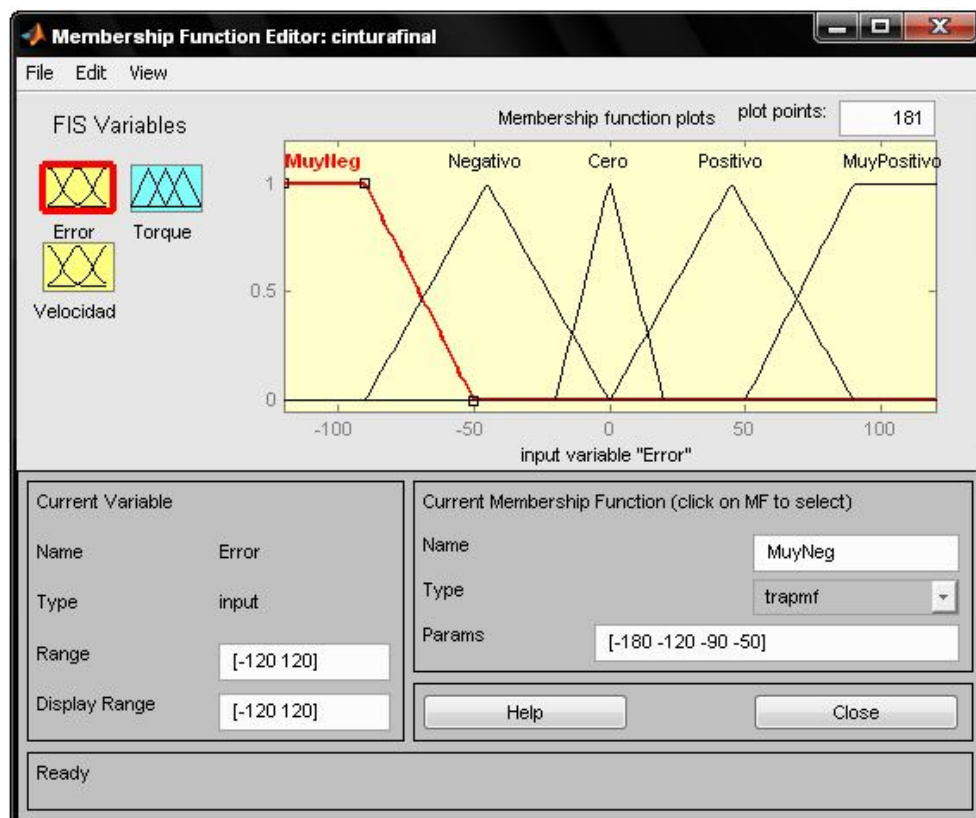 Membership Function Editor: cinturafinal
File Edit View
FIS Variables
Membership function plots plot points: 181
Error
Torque
Velocidad
MuyNeg Negativo Cero Positivo MuyPositivo
1
0.5
0
-100 -50 0 50 100
input variable "Error"
Current Variable
Name Error
Type input
Range [-120 120]
Display Range [-120 120]
Current Membership Function (click on MF to select)
Name MuyNeg
Type trapmf
Params [-180 -120 -90 -50]
Help Close
Ready